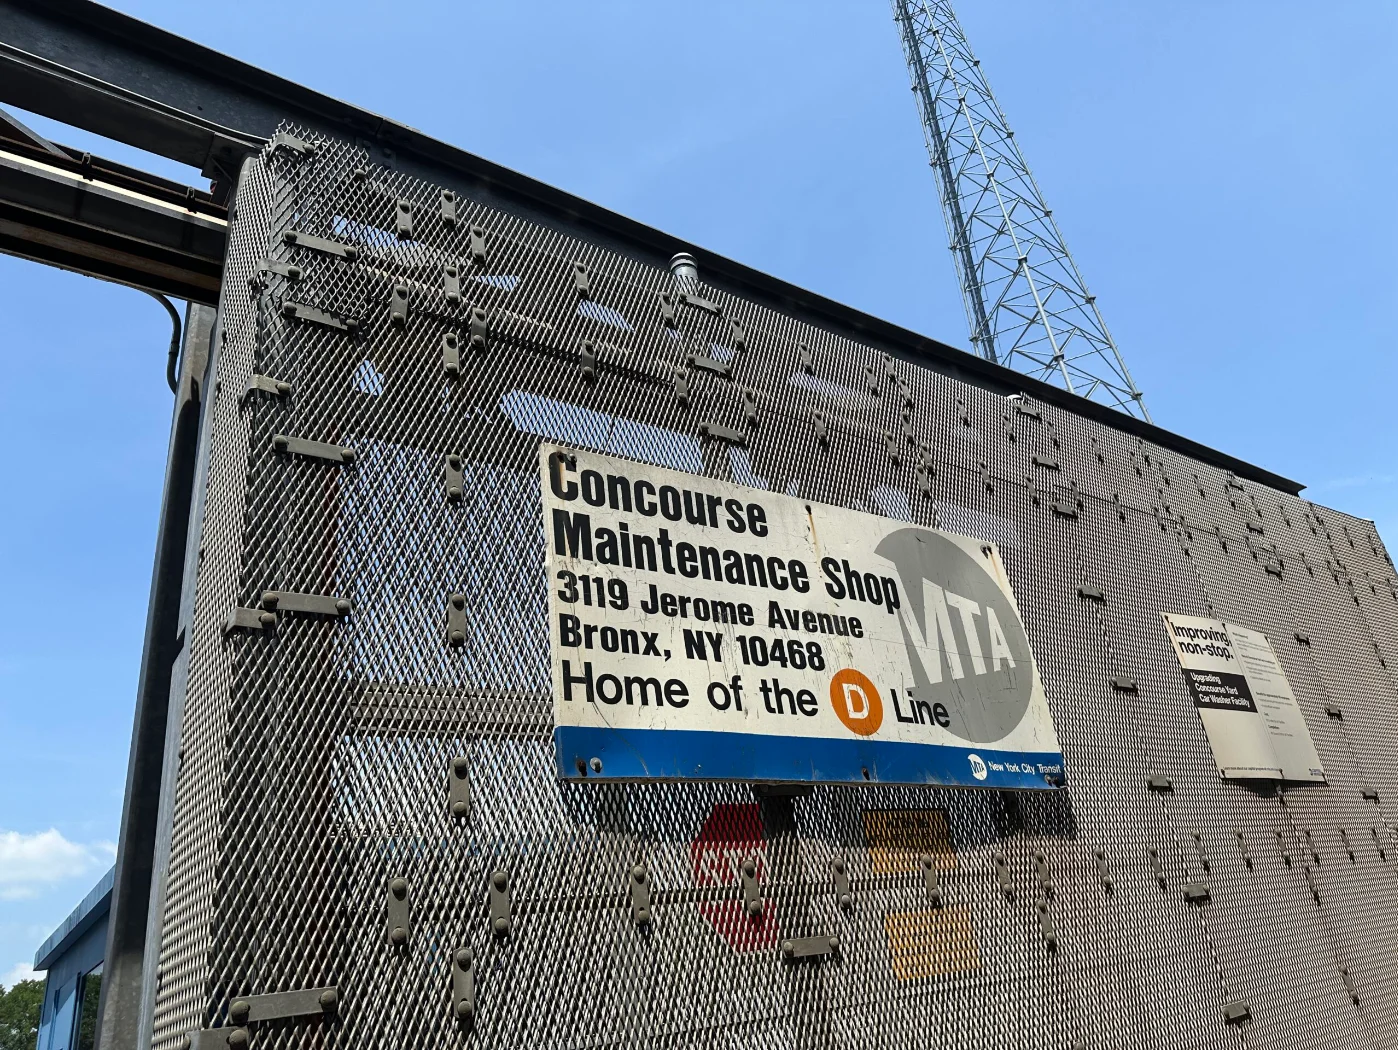 Concourse
Maintenance Shop
3119 Jerome Avenue
Bronx, NY 10468
Home of the D Line
MTA
MTA New York City Transit
Improving
non-stop.
Upgrading
Concourse Yard
Car Washer Facility